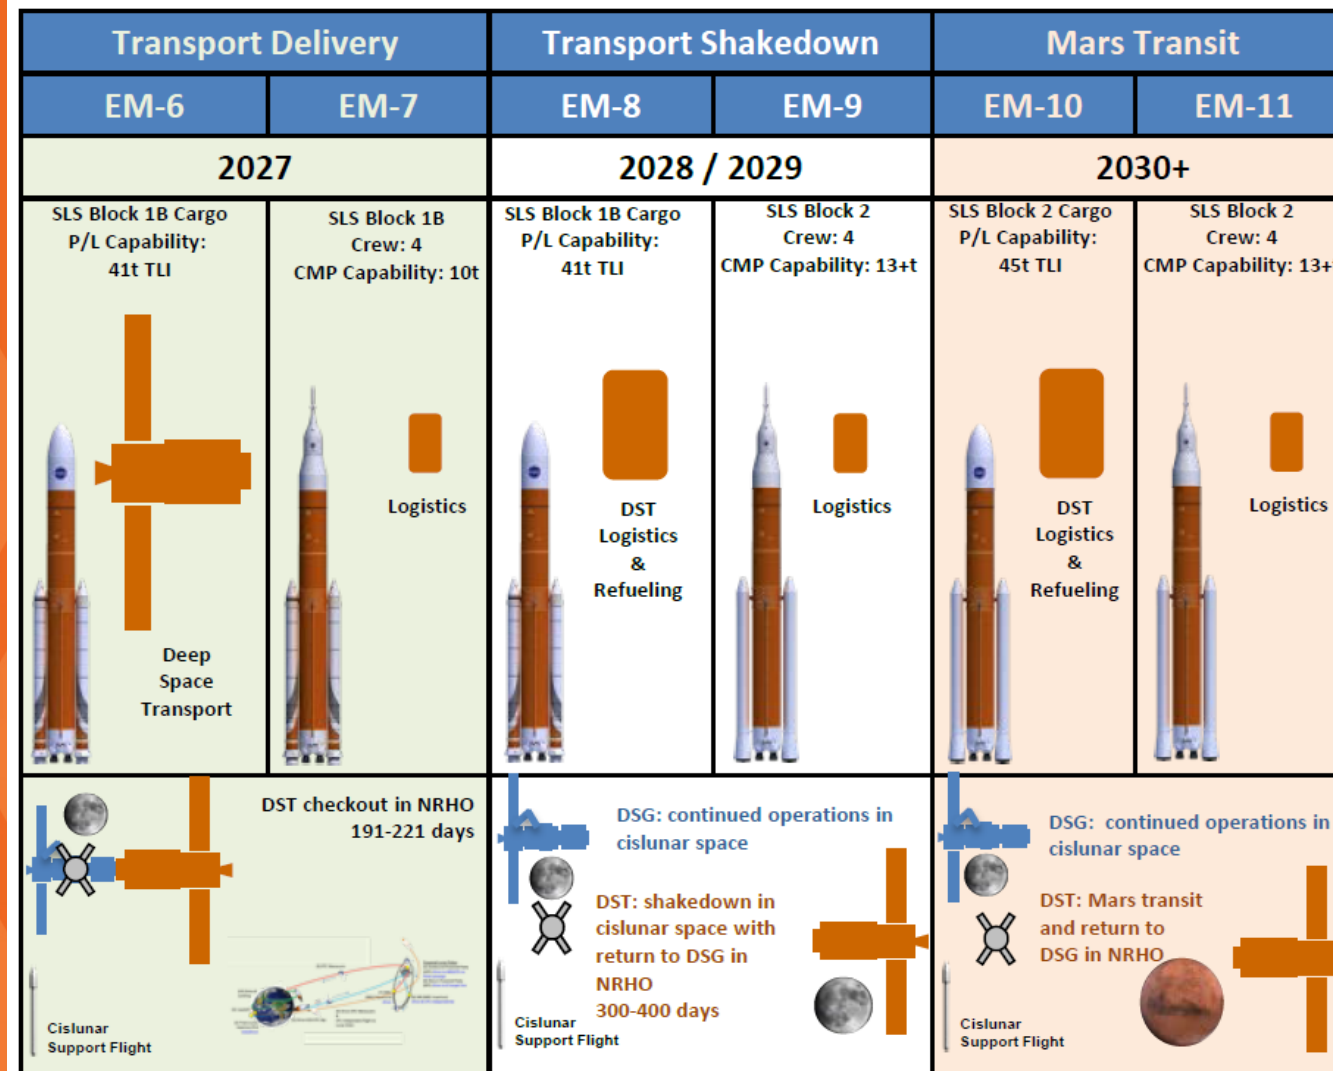 Transport Delivery
Transport Shakedown
Mars Transit
EM-6
EM-7
EM-8
EM-9
EM-10
EM-11
2027
2028 / 2029
2030+
SLS Block 1B Cargo
P/L Capability:
41t TLI
SLS Block 1B
Crew: 4
CMP Capability: 10t
SLS Block 1B Cargo
P/L Capability:
41t TLI
SLS Block 2
Crew: 4
CMP Capability: 13+t
SLS Block 2 Cargo
P/L Capability:
45t TLI
SLS Block 2
Crew: 4
CMP Capability: 13+t
Deep
Space
Transport
Logistics
DST
Logistics
&
Refueling
Logistics
DST
Logistics
&
Refueling
Logistics
DST checkout in NRHO
191-221 days
Cislunar
Support Flight
DSG: continued operations in
cislunar space
DST: shakedown in
cislunar space with
return to DSG in
NRHO
300-400 days
Cislunar
Support Flight
DSG: continued operations in
cislunar space
DST: Mars transit
and return to
DSG in NRHO
Cislunar
Support Flight